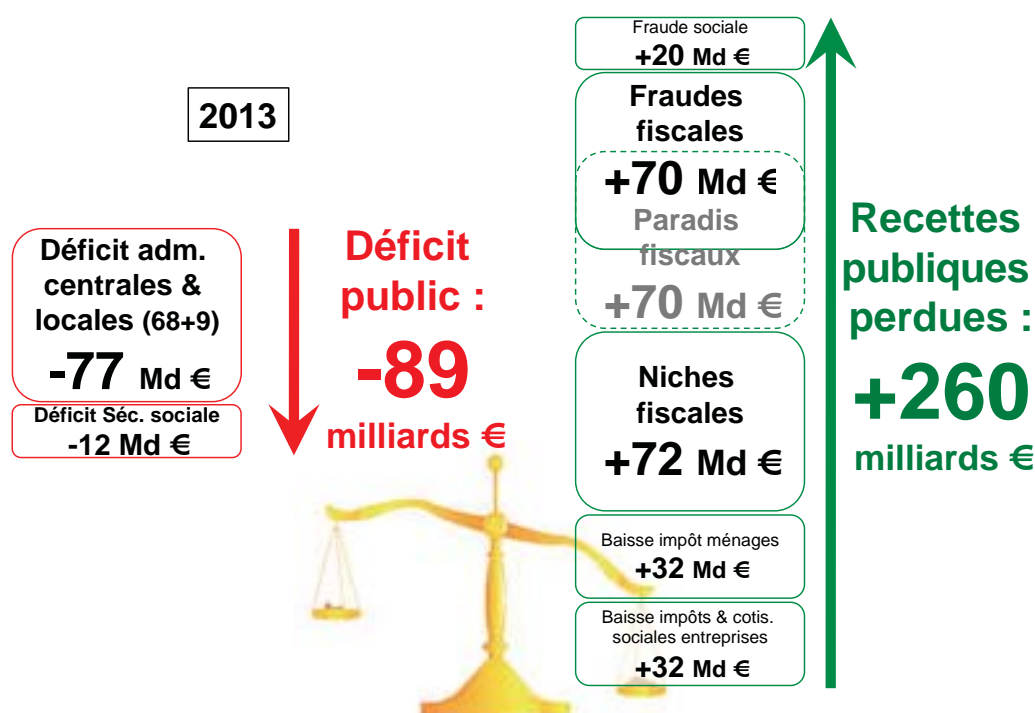 2013
Déficit adm.
centrales &
locales (68+9)
-77 Md €
Déficit Séc. sociale
-12 Md €
Déficit
public :
-89
milliards €
Fraude sociale
+20 Md €
Fraudes
fiscales
+70 Md €
Paradis
fiscaux
+70 Md €
Niches
fiscales
+72 Md €
Baisse impôt ménages
+32 Md €
Baisse impôts & cotis.
sociales entreprises
+32 Md €
Recettes
publiques
perdues :
+260
milliards €